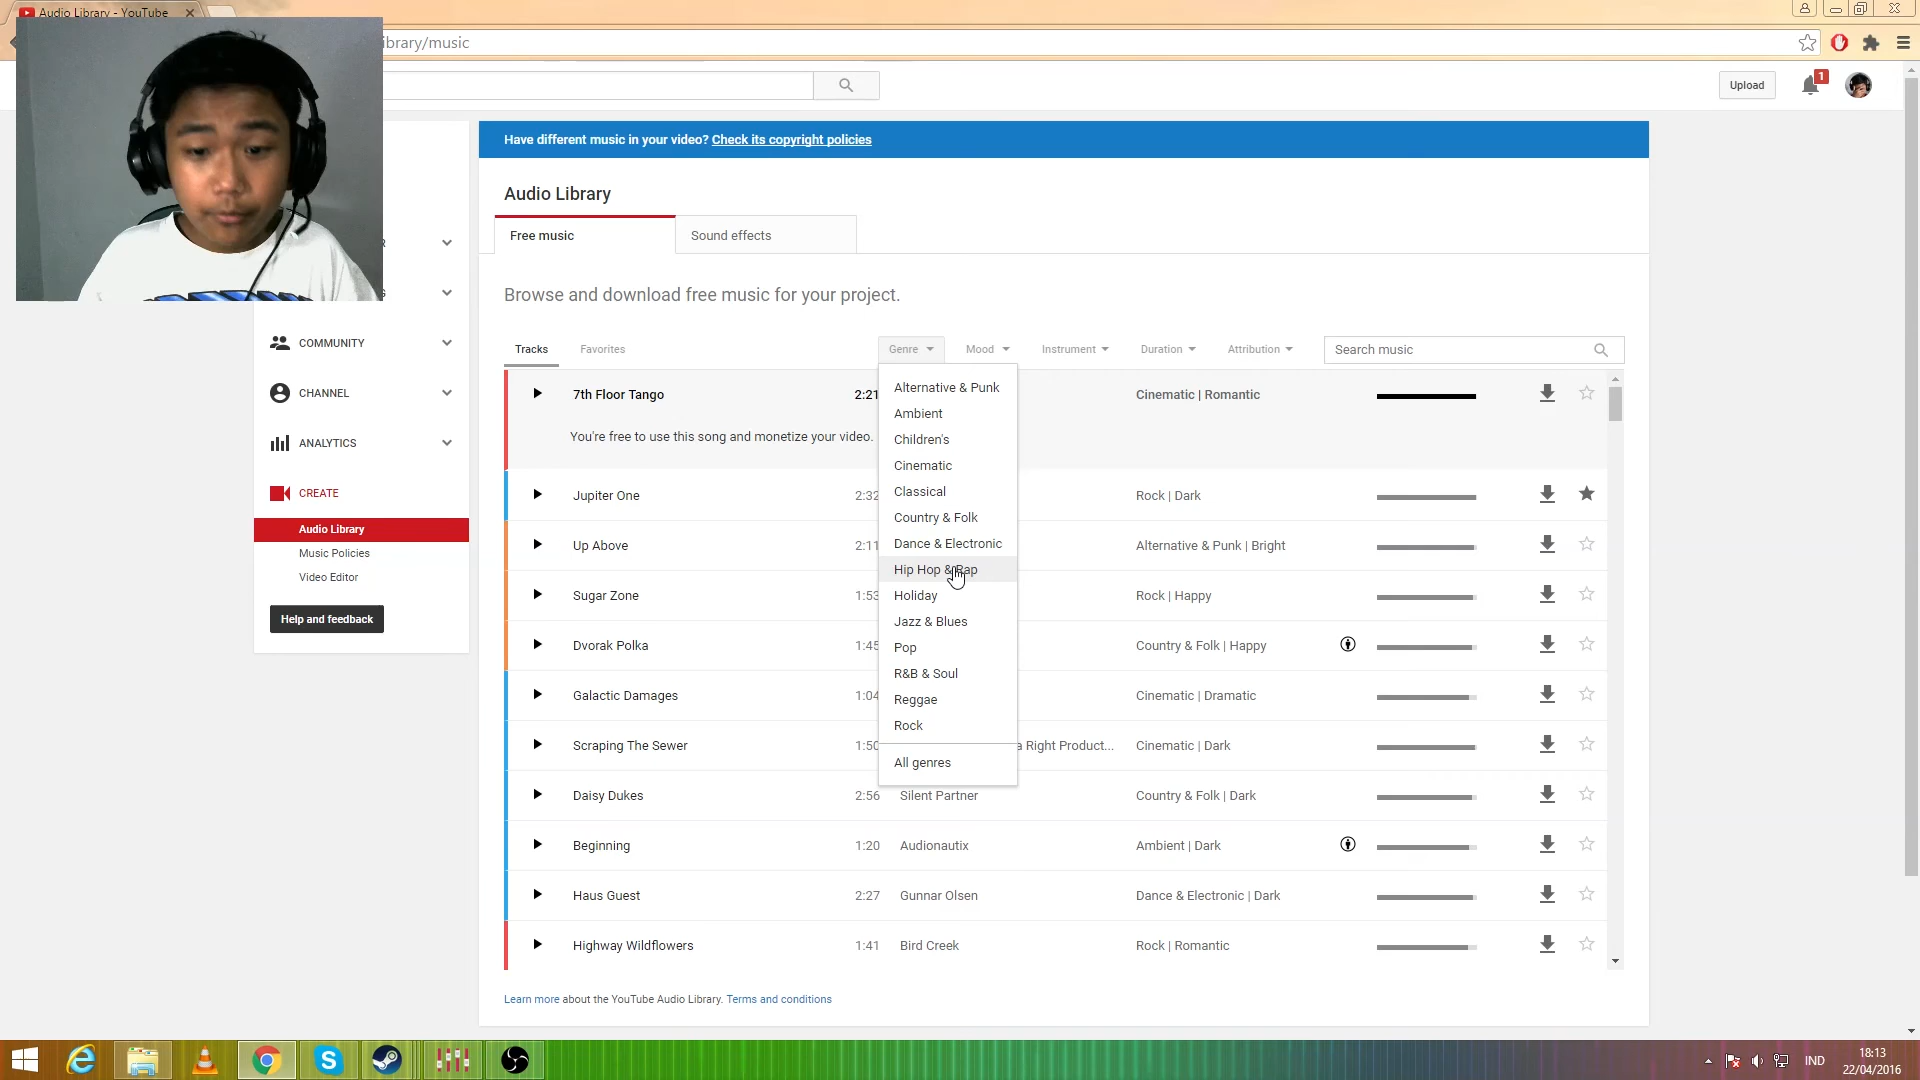 Audio Library - YouTube
ibrary/music
Upload
1
Have different music in your video? Check its copyright policies
Audio Library
Free music
Sound effects
Browse and download free music for your project.
Tracks
Favorites
Genre
Mood
Instrument
Duration
Attribution
Search music
COMMUNITY
CHANNEL
ANALYTICS
CREATE
Audio Library
Music Policies
Video Editor
Help and feedback
Alternative & Punk
Ambient
Children's
Cinematic
Classical
Country & Folk
Dance & Electronic
Hip Hop & Rap
Holiday
Jazz & Blues
Pop
R&B & Soul
Reggae
Rock
All genres
7th Floor Tango 2:21 Cinematic | Romantic
You're free to use this song and monetize your video.
Jupiter One 2:32 Rock | Dark
Up Above 2:11 Alternative & Punk | Bright
Sugar Zone 1:53 Rock | Happy
Dvorak Polka 1:45 Country & Folk | Happy
Galactic Damages 1:04 Cinematic | Dramatic
Scraping The Sewer 1:50 a Right Product... Cinematic | Dark
Daisy Dukes 2:56 Silent Partner Country & Folk | Dark
Beginning 1:20 Audionautix Ambient | Dark
Haus Guest 2:27 Gunnar Olsen Dance & Electronic | Dark
Highway Wildflowers 1:41 Bird Creek Rock | Romantic
Learn more about the YouTube Audio Library. Terms and conditions
IND
18:13
22/04/2016